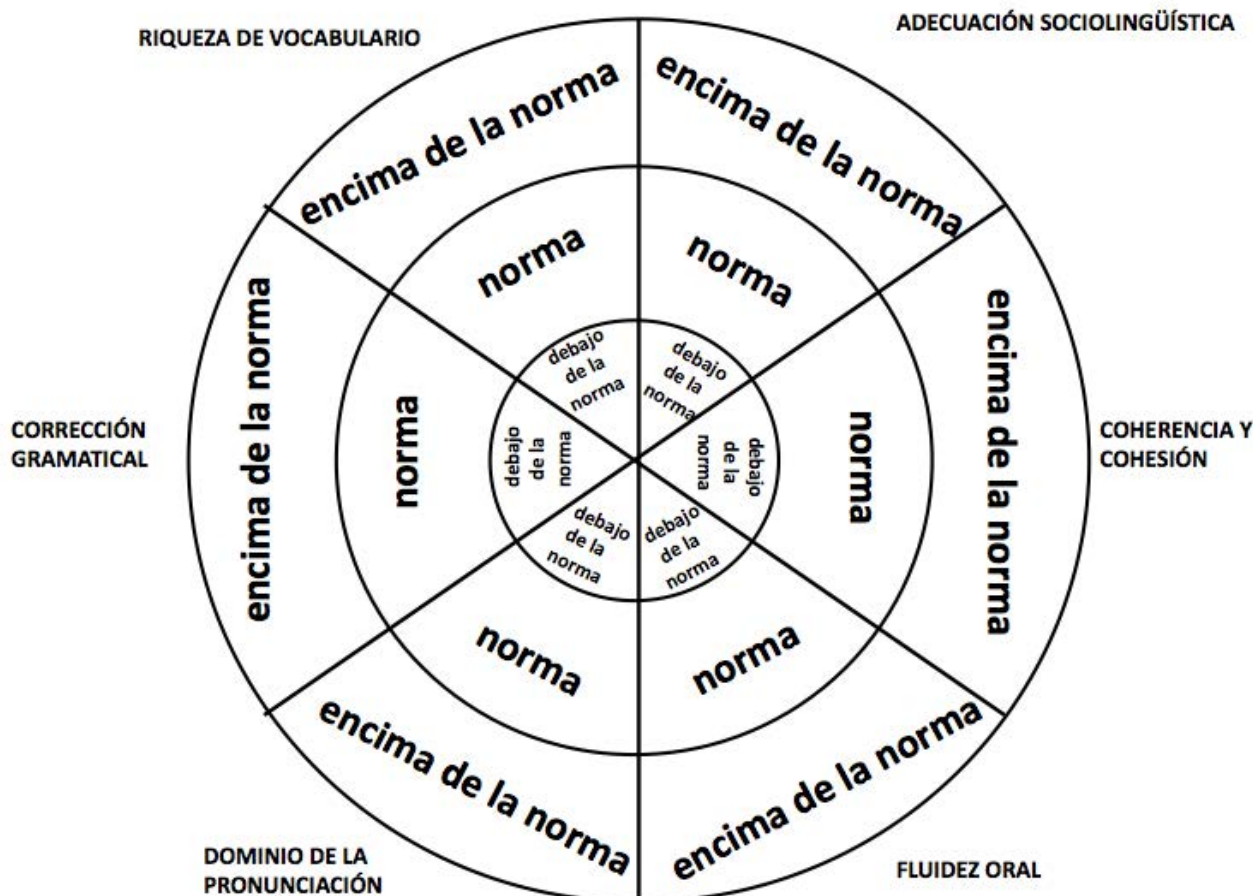 RIQUEZA DE VOCABULARIO
ADECUACIÓN SOCIOLINGÜÍSTICA
encima de la norma
encima de la norma
norma
norma
debajo
de la
norma
debajo
de la
norma
CORRECCIÓN
GRAMATICAL
encima de la norma
norma
debajo
de la
norma
debajo
de la
norma
norma
encima de la norma
COHERENCIA Y
COHESIÓN
debajo
de la
norma
debajo
de la
norma
norma
norma
encima de la norma
encima de la norma
DOMINIO DE LA
PRONUNCIACIÓN
FLUIDEZ ORAL